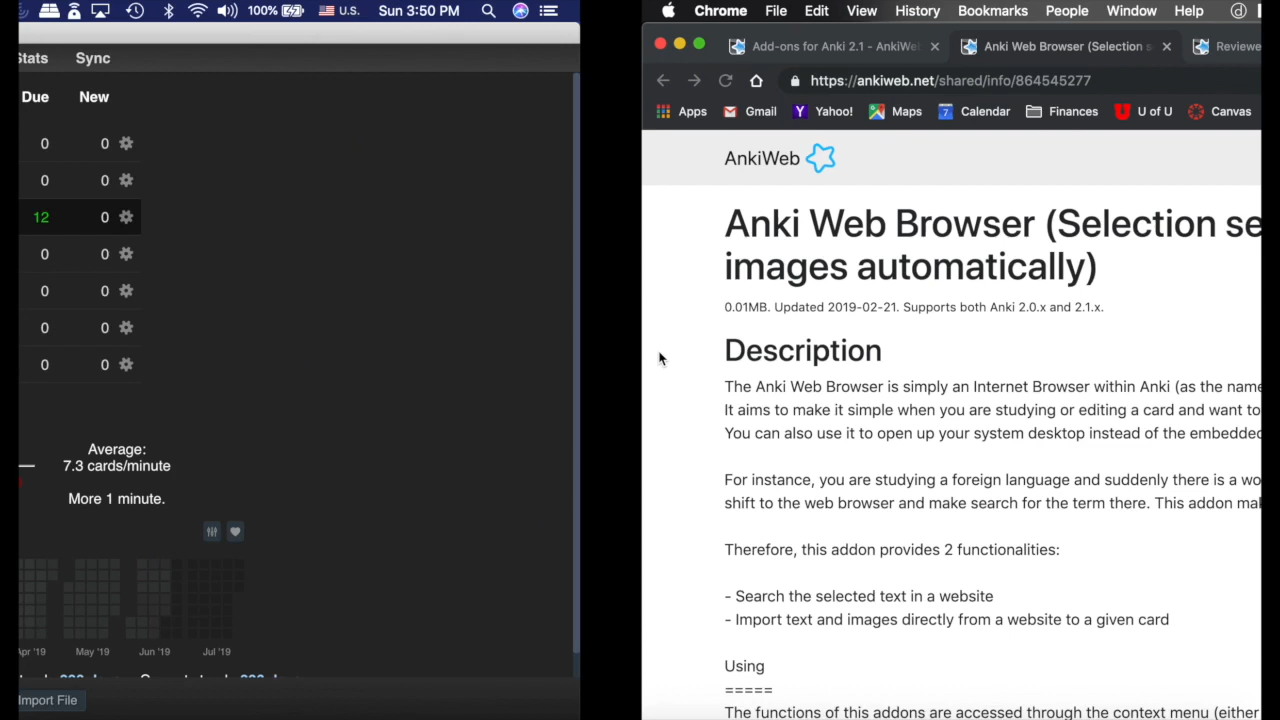 100% U.S. Sun 3:50 PM
Stats Sync
Due New
0 0
0 0
12 0
0 0
0 0
0 0
0 0
Average:
7.3 cards/minute
More 1 minute.
Apr '19 May '19 Jun '19 Jul '19
Import File
Chrome File Edit View History Bookmarks People Window Help
Add-ons for Anki 2.1 - AnkiWe
Anki Web Browser (Selection s
Reviewe
https://ankiweb.net/shared/info/864545277
Apps Gmail Yahoo! Maps 7 Calendar Finances U of U Canvas
AnkiWeb
Anki Web Browser (Selection se
images automatically)
0.01MB. Updated 2019-02-21. Supports both Anki 2.0.x and 2.1.x.
Description
The Anki Web Browser is simply an Internet Browser within Anki (as the name
It aims to make it simple when you are studying or editing a card and want to
You can also use it to open up your system desktop instead of the embedded
For instance, you are studying a foreign language and suddenly there is a wo
shift to the web browser and make search for the term there. This addon mal
Therefore, this addon provides 2 functionalities:
- Search the selected text in a website
- Import text and images directly from a website to a given card
Using
=====
The functions of this addons are accessed through the context menu (either